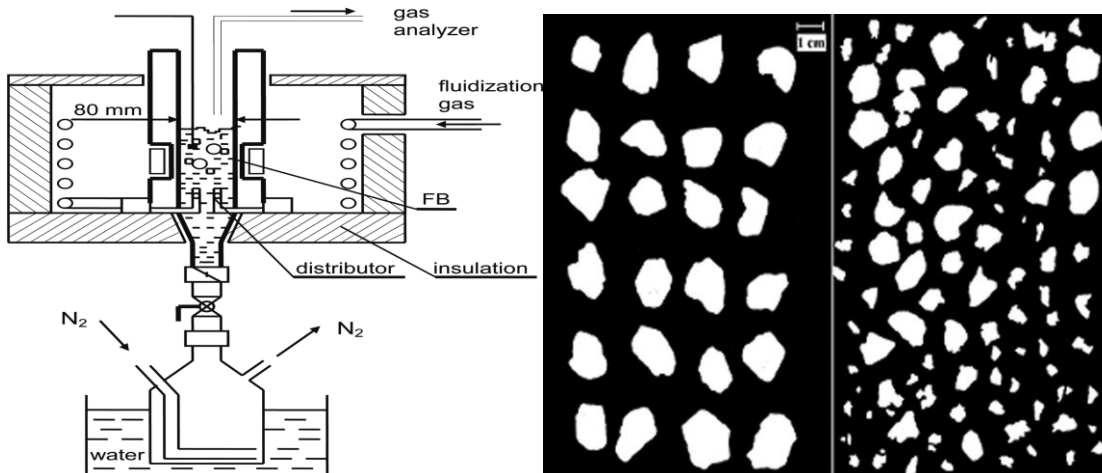 gas
analyzer
fluidization
gas
80 mm
FB
distributor
insulation
N₂
N₂
water
1 cm